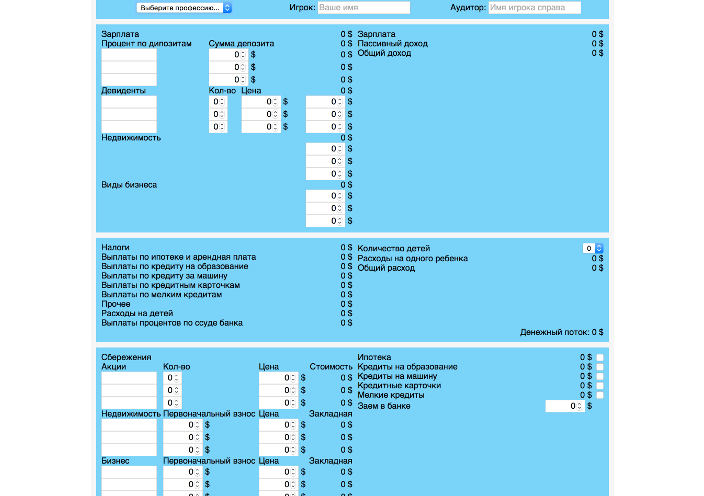 Выберите профессию... Игрок: Ваше имя Аудитор: Имя игрока справа
Зарплата 0 $ Зарплата 0 $
Процент по дипозитам Сумма депозита 0 $ Пассивный доход 0 $
0 $ 0 $ Общий доход 0 $
0 $ 0 $
0 $ 0 $
Девиденты Кол-во Цена 0 $
0 0 $ 0 $
0 0 $ 0 $
0 0 $ 0 $
Недвижимость 0 $
0 $
0 $
0 $
Виды бизнеса 0 $
0 $
0 $
0 $
Налоги 0 $ Количество детей 0
Выплаты по ипотеке и арендная плата 0 $ Расходы на одного ребенка 0 $
Выплаты по кредиту на образование 0 $ Общий расход 0 $
Выплаты по кредиту за машину 0 $
Выплаты по кредитным карточкам 0 $
Выплаты по мелким кредитам 0 $
Прочее 0 $
Расходы на детей 0 $
Выплаты процентов по ссуде банка 0 $
Денежный поток: 0 $
Сбережения Ипотека 0 $
Акции Кол-во Цена Стоимость Кредиты на образование 0 $
0 0 $ 0 $ Кредиты на машину 0 $
0 0 $ 0 $ Кредитные карточки 0 $
0 0 $ 0 $ Мелкие кредиты 0 $
Заем в банке 0 $
Недвижимость Первоначальный взнос Цена Закладная
0 $ 0 $ 0 $
0 $ 0 $ 0 $
0 $ 0 $ 0 $
Бизнес Первоначальный взнос Цена Закладная
0 $ 0 $ 0 $
0 $ 0 $ 0 $
0 $ 0 $ 0 $